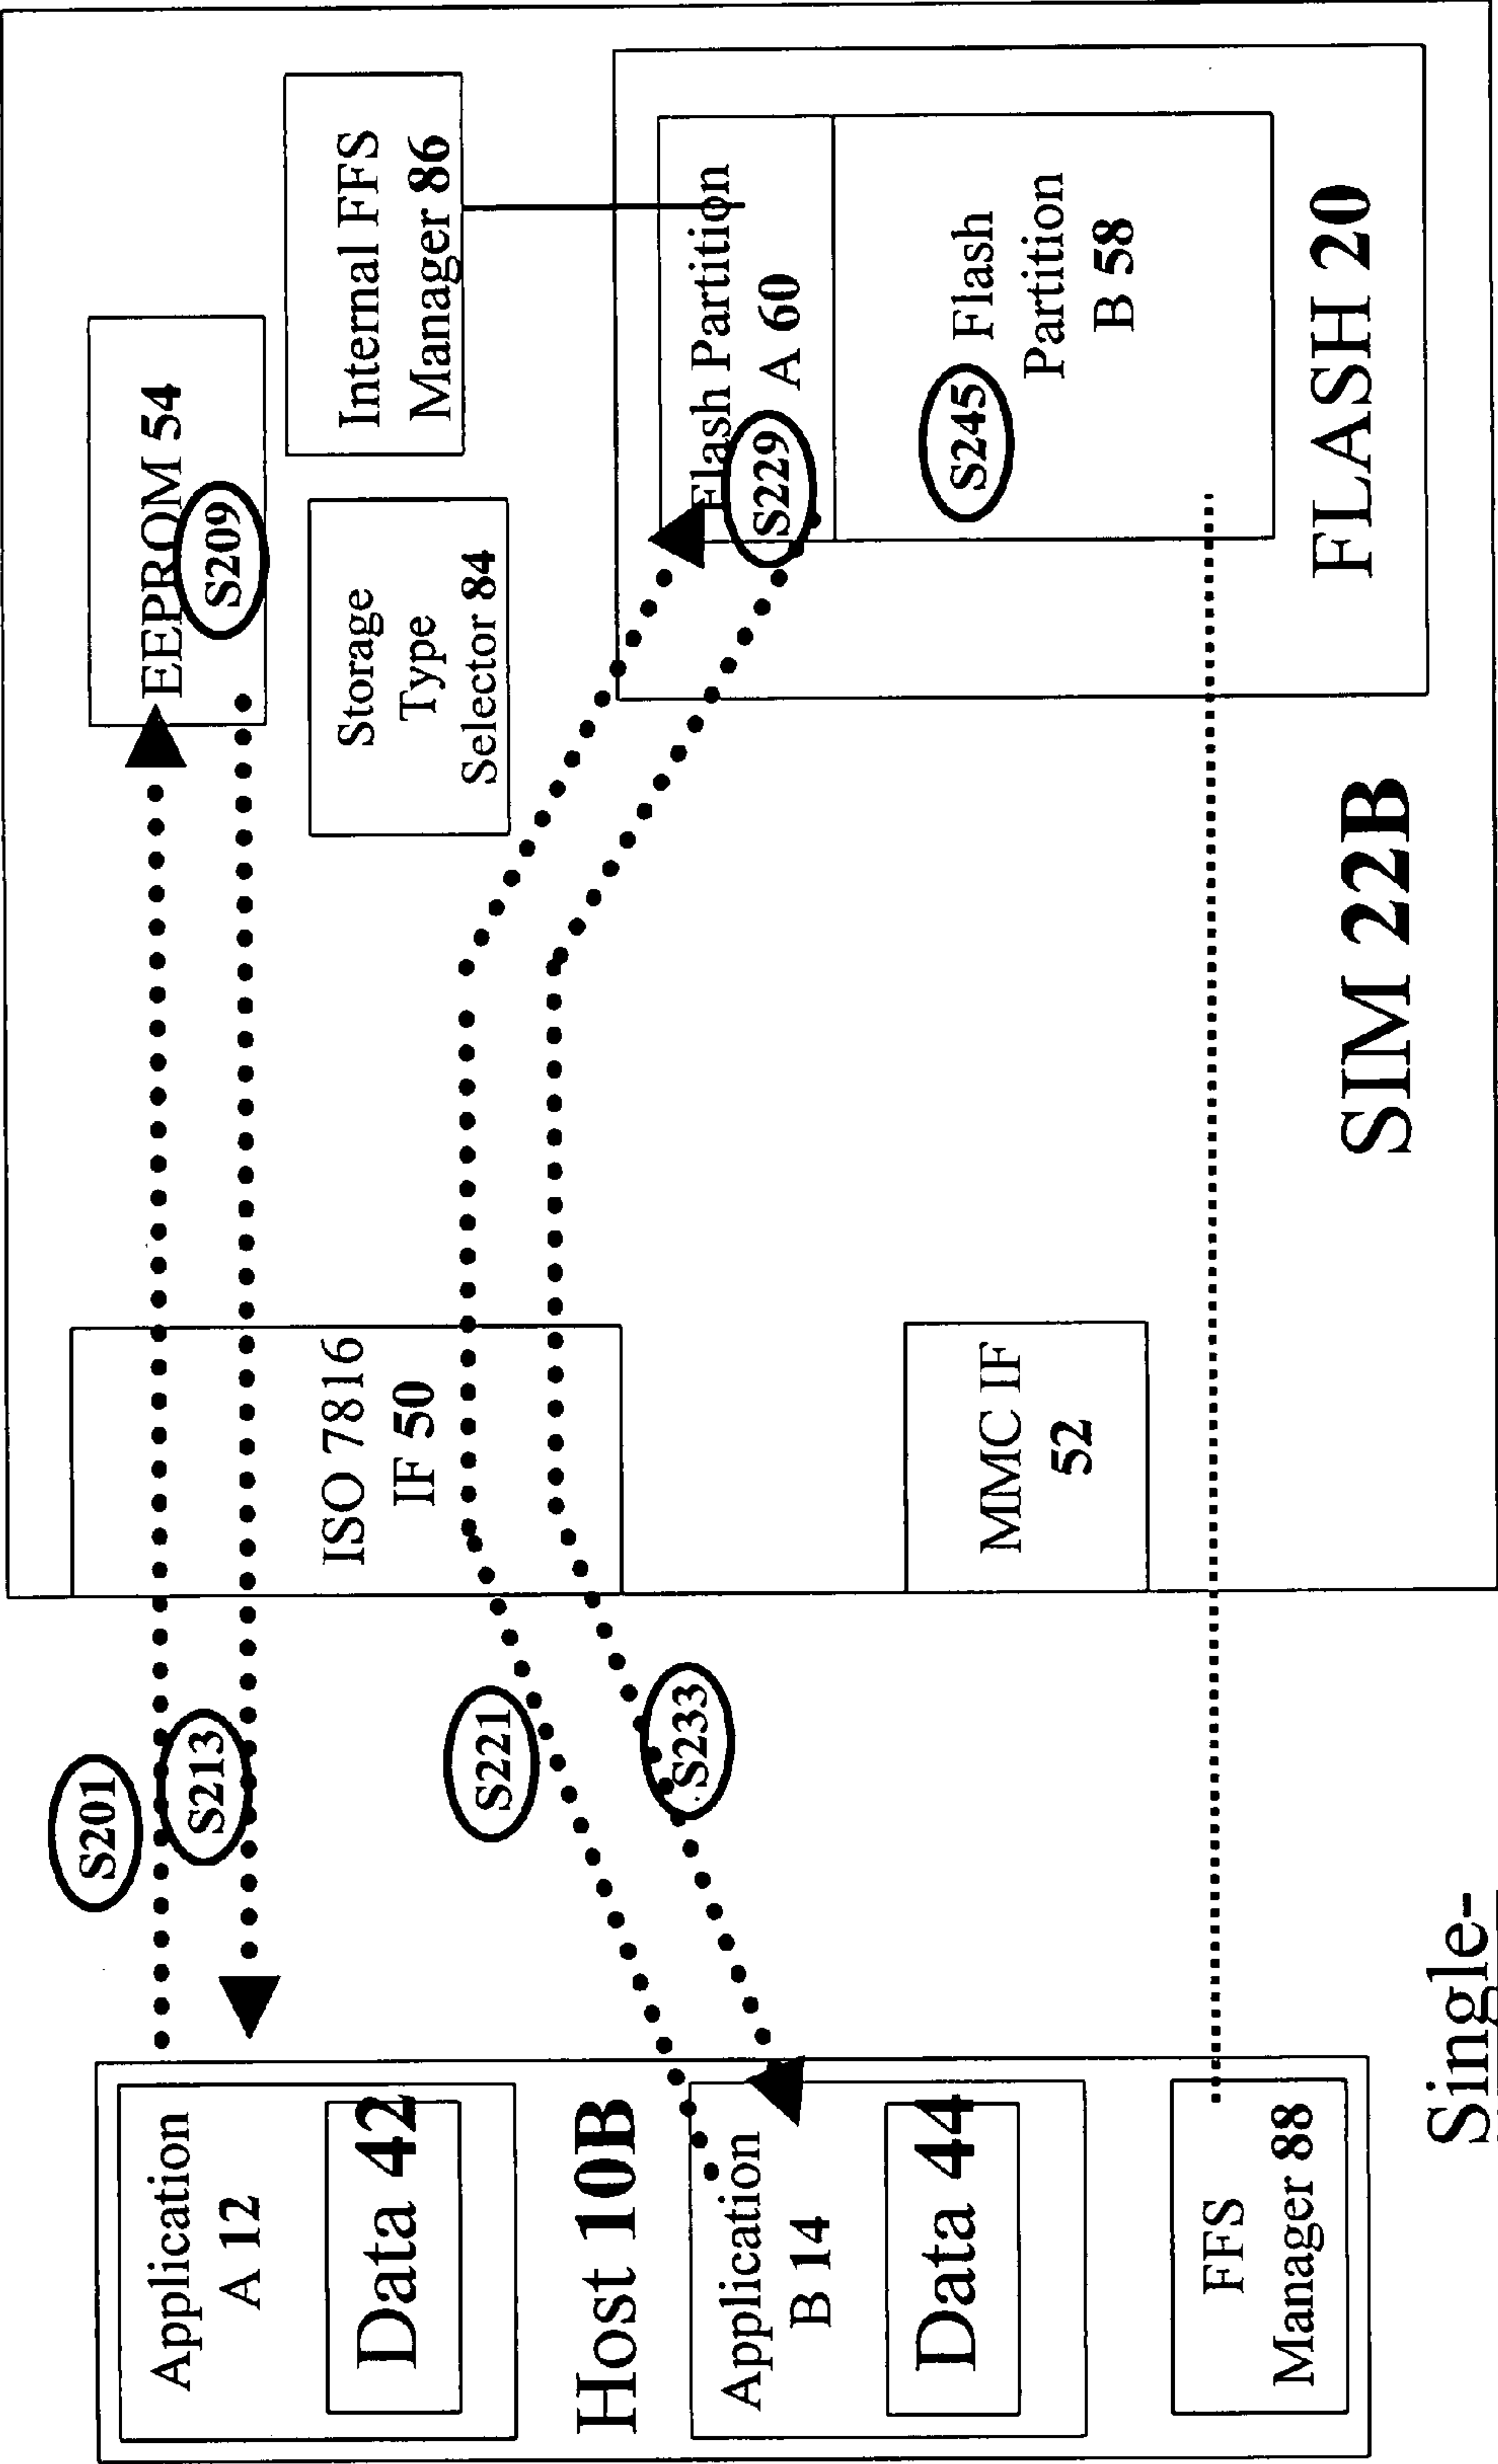 Application
A 12
Data 42
Host 10B
Application
B 14
Data 44
FFS
Manager 88
S201
S213
S221
S233
ISO 7816
IF 50
MMC IF
52
EEPROM 54
S209
Storage
Type
Selector 84
Internal FFS
Manager 86
Flash Partition
A 60
S229
S245
Flash
Partition
B 58
FLASH 20
SIM 22B
Single-